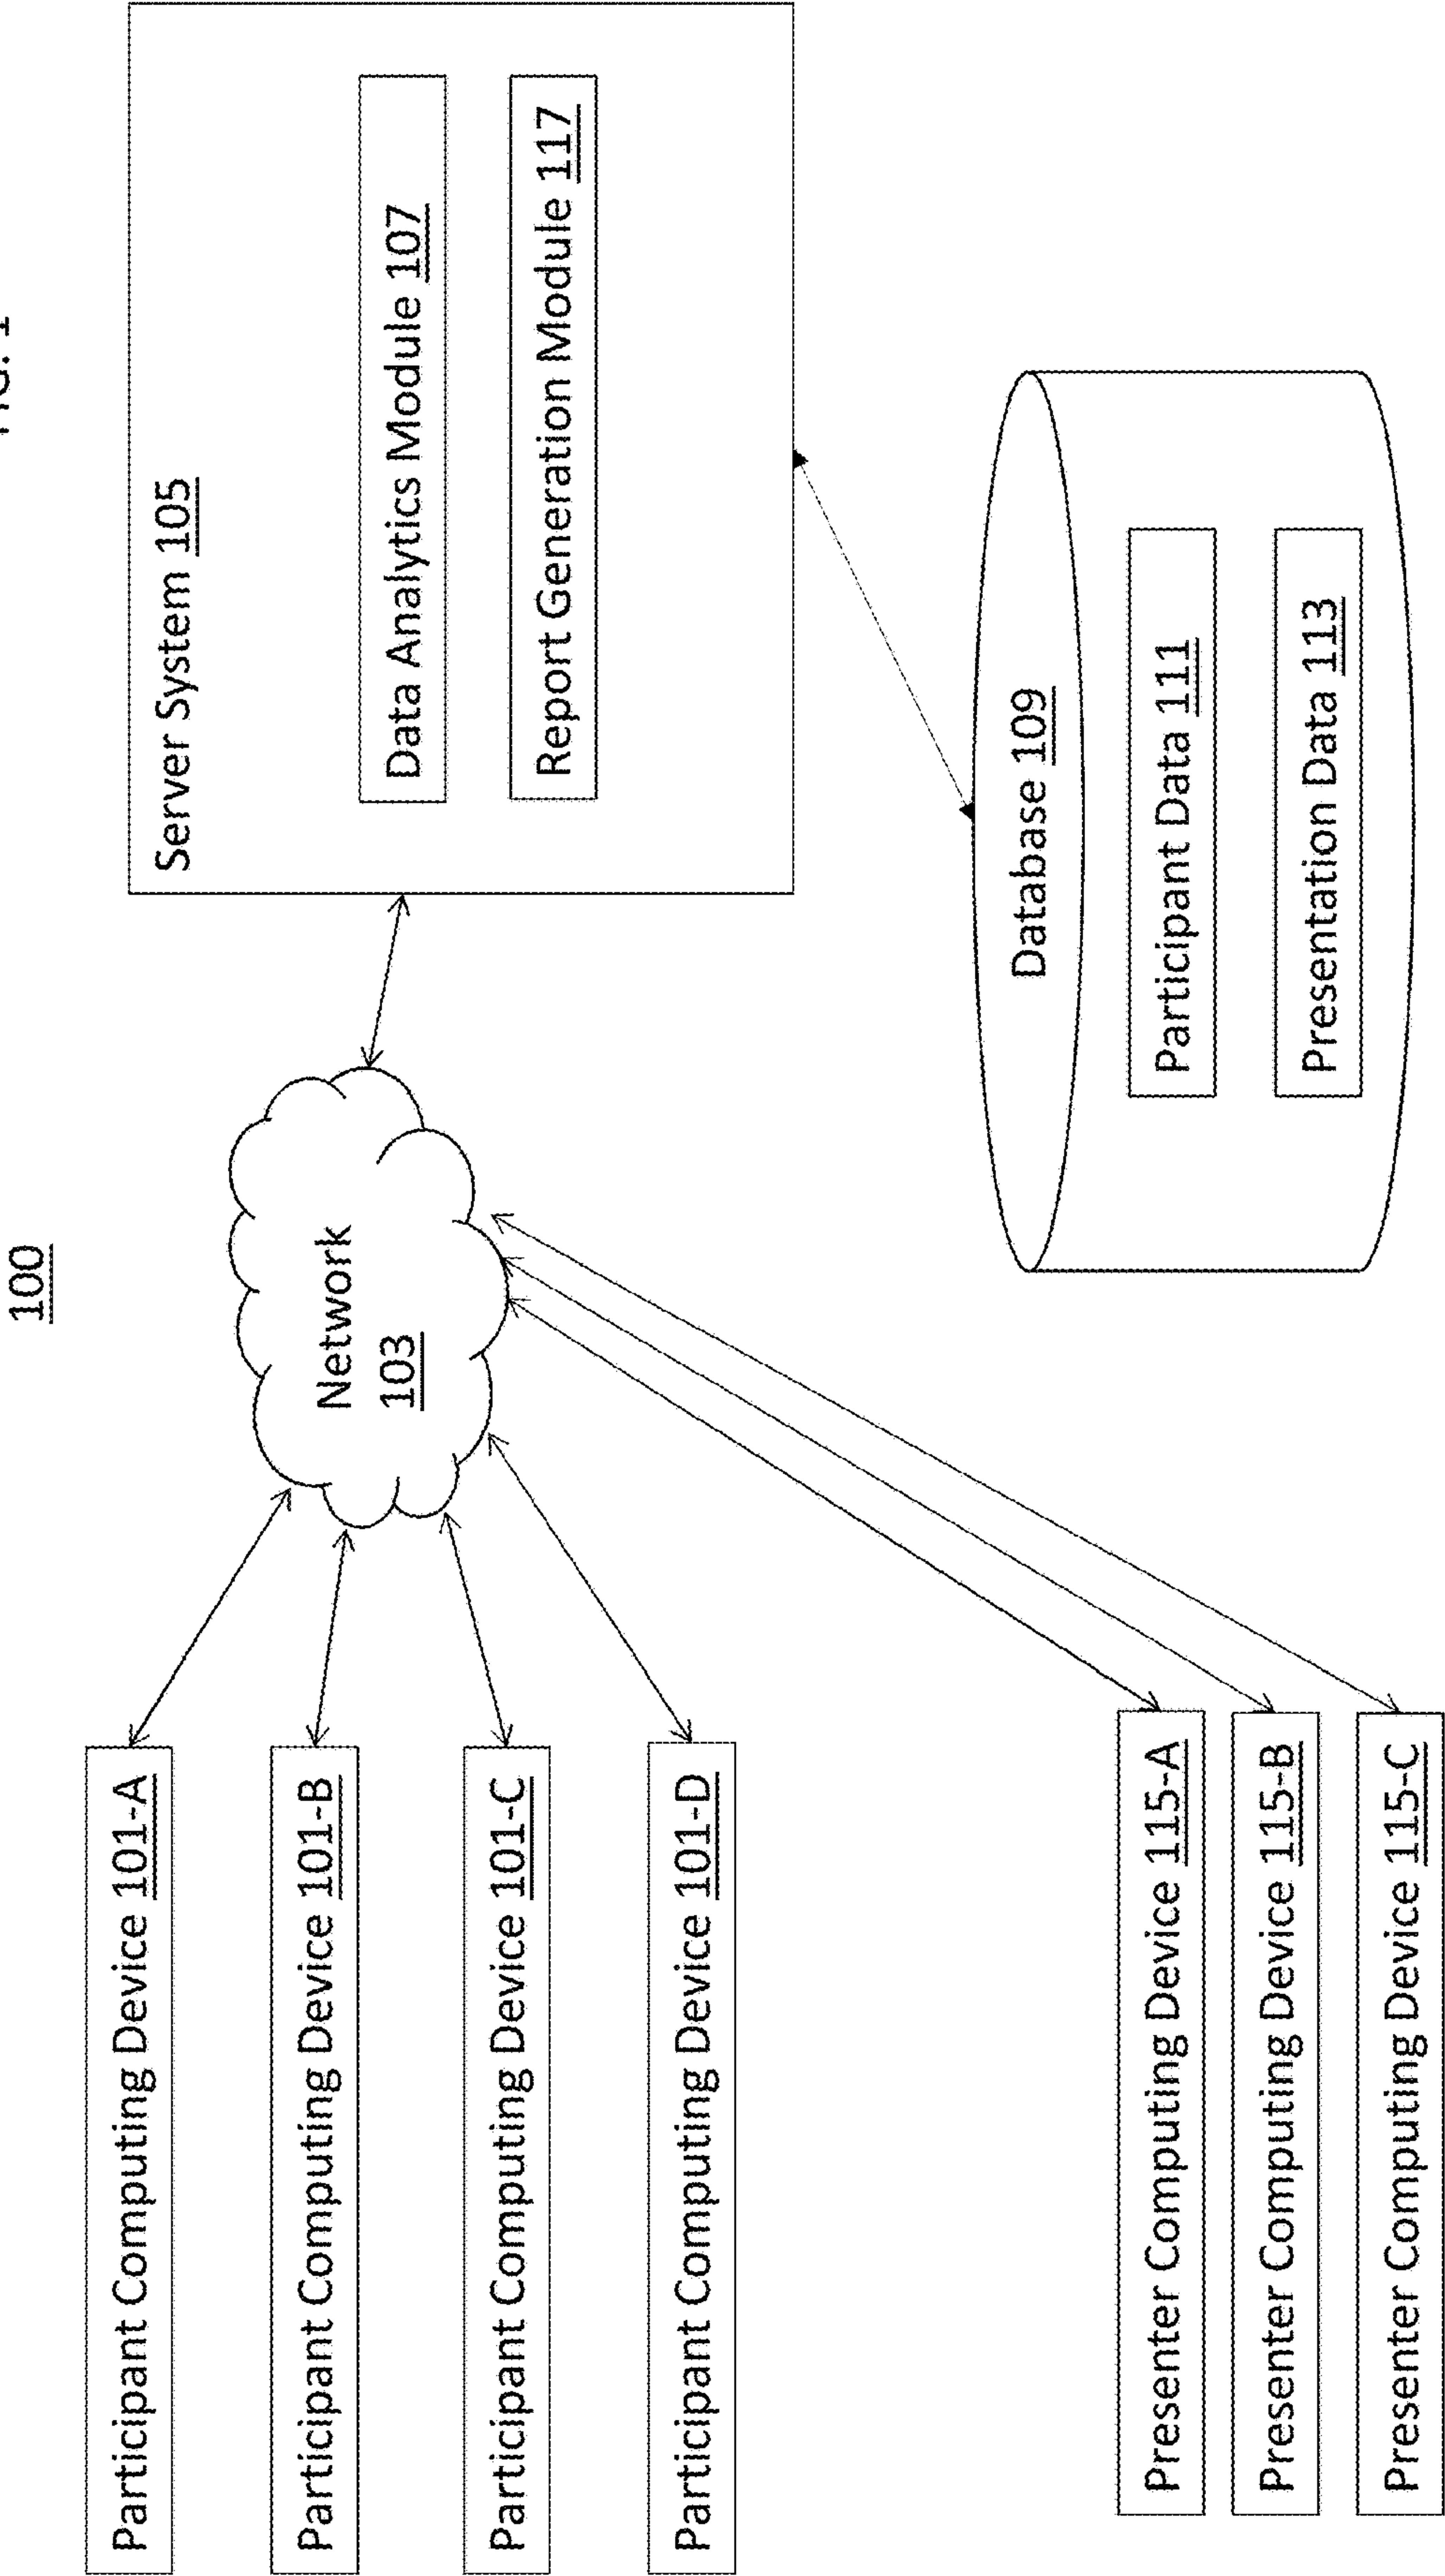 FIG. 1
100
Participant Computing Device 101-A
Participant Computing Device 101-B
Participant Computing Device 101-C
Participant Computing Device 101-D
Presenter Computing Device 115-A
Presenter Computing Device 115-B
Presenter Computing Device 115-C
Network
103
Server System 105
Data Analytics Module 107
Report Generation Module 117
Database 109
Participant Data 111
Presentation Data 113